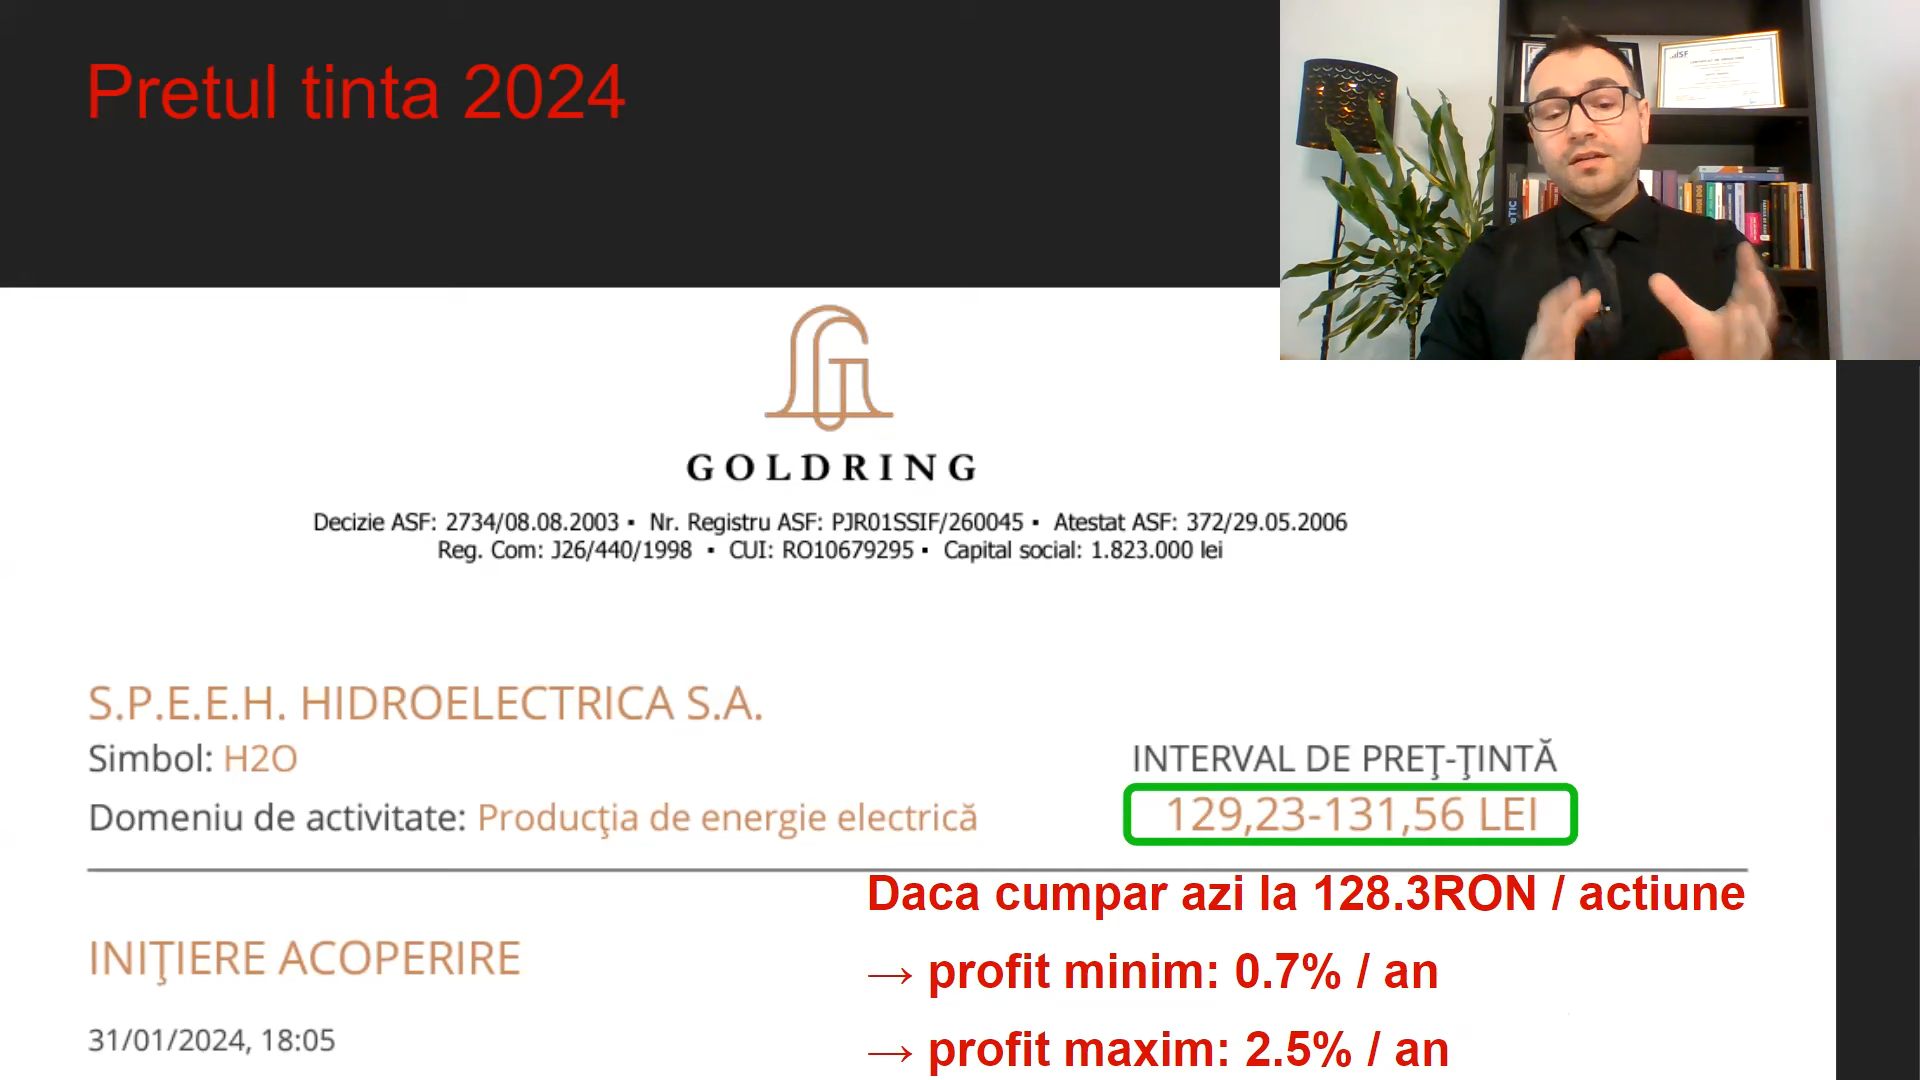 Pretul tinta 2024
ISF
GOLDRING
Decizie ASF: 2734/08.08.2003 ▪ Nr. Registru ASF: PJR01SSIF/260045 ▪ Atestat ASF: 372/29.05.2006
Reg. Com: J26/440/1998 ▪ CUI: RO10679295 ▪ Capital social: 1.823.000 lei
S.P.E.E.H. HIDROELECTRICA S.A.
Simbol: H2O
INTERVAL DE PREŢ-ŢINTĂ
Domeniu de activitate: Producţia de energie electrică
129,23-131,56 LEI
Daca cumpar azi la 128.3RON / actiune
INIŢIERE ACOPERIRE
→ profit minim: 0.7% / an
31/01/2024, 18:05
→ profit maxim: 2.5% / an